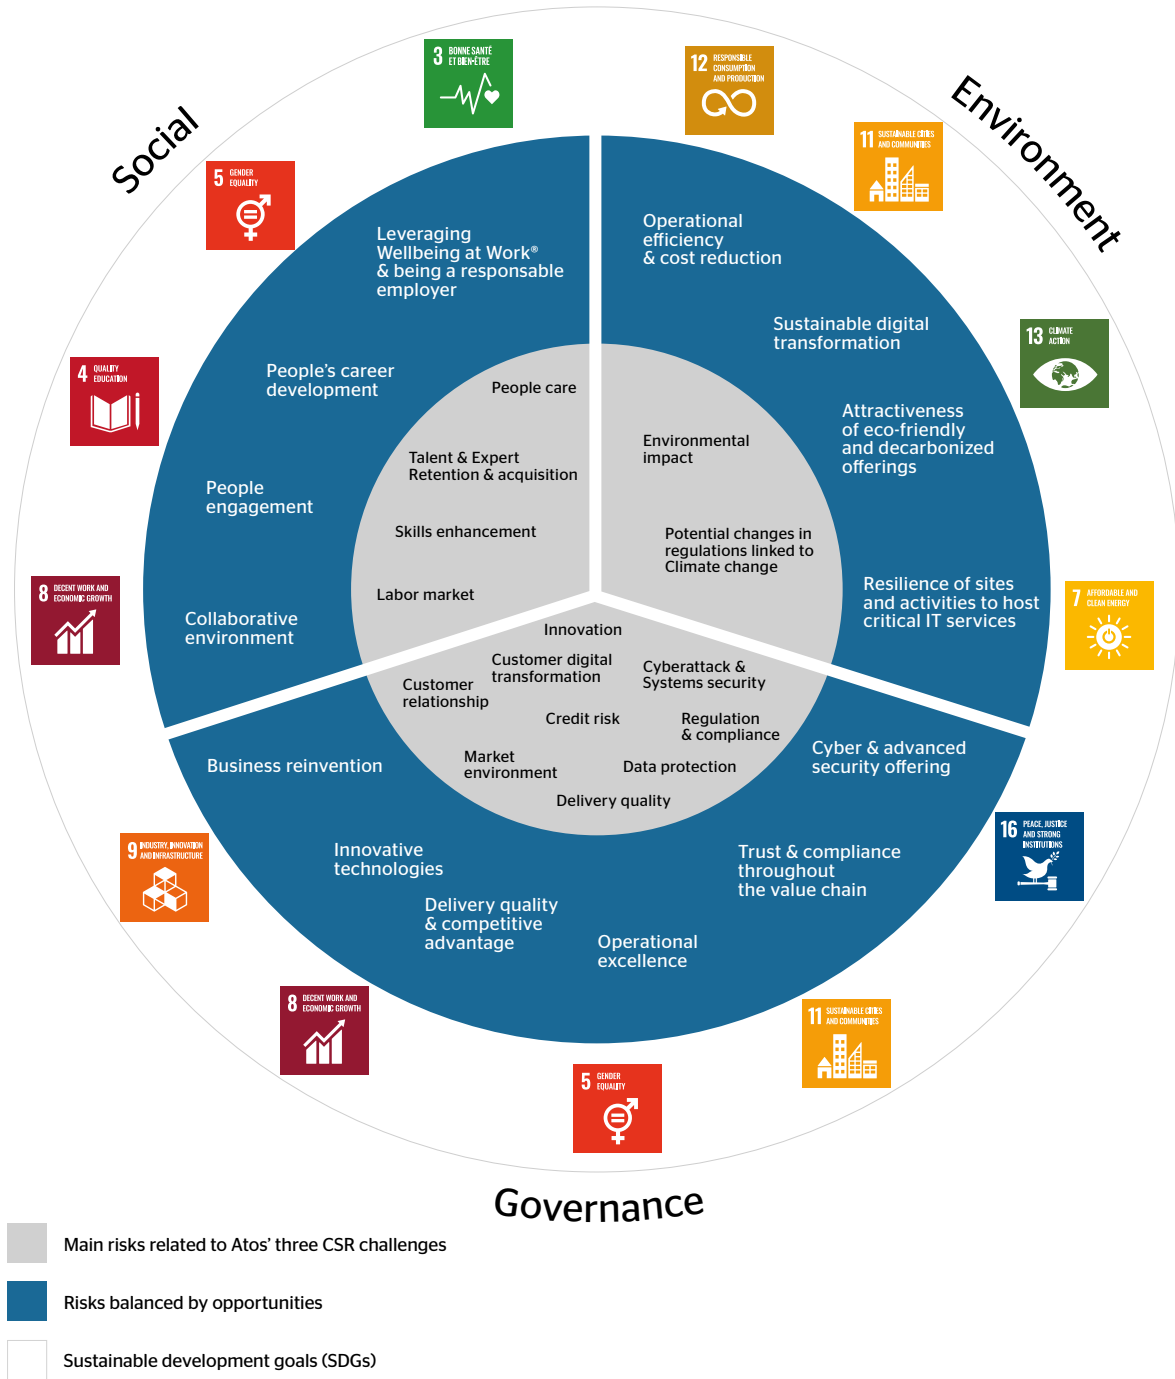 Social
Environment
Governance
3 BONNE SANTÉ
ET BIEN-ÊTRE
12 RESPONSIBLE
CONSUMPTION
AND PRODUCTION
11 SUSTAINABLE CITIES
AND COMMUNITIES
5 GENDER
EQUALITY
13 CLIMATE
ACTION
4 QUALITY
EDUCATION
8 DECENT WORK AND
ECONOMIC GROWTH
7 AFFORDABLE AND
CLEAN ENERGY
Leveraging
Wellbeing at Work®
& being a responsable
employer
People's career
development
People
engagement
Collaborative
environment
Operational
efficiency
& cost reduction
Sustainable digital
transformation
Attractiveness
of eco-friendly
and decarbonized
offerings
Resilience of sites
and activities to host
critical IT services
People care
Talent & Expert
Retention & acquisition
Skills enhancement
Labor market
Environmental
impact
Potential changes in
regulations linked to
Climate change
Innovation
Customer digital
transformation
Customer
relationship
Cyberattack &
Systems security
Credit risk
Regulation
& compliance
Market
environment
Data protection
Delivery quality
Business reinvention
Cyber & advanced
security offering
Innovative
technologies
Trust & compliance
throughout
the value chain
Delivery quality
& competitive
advantage
Operational
excellence
9 INDUSTRY, INNOVATION
AND INFRASTRUCTURE
16 PEACE, JUSTICE
AND STRONG
INSTITUTIONS
8 DECENT WORK AND
ECONOMIC GROWTH
11 SUSTAINABLE CITIES
AND COMMUNITIES
5 GENDER
EQUALITY
Main risks related to Atos' three CSR challenges
Risks balanced by opportunities
Sustainable development goals (SDGs)